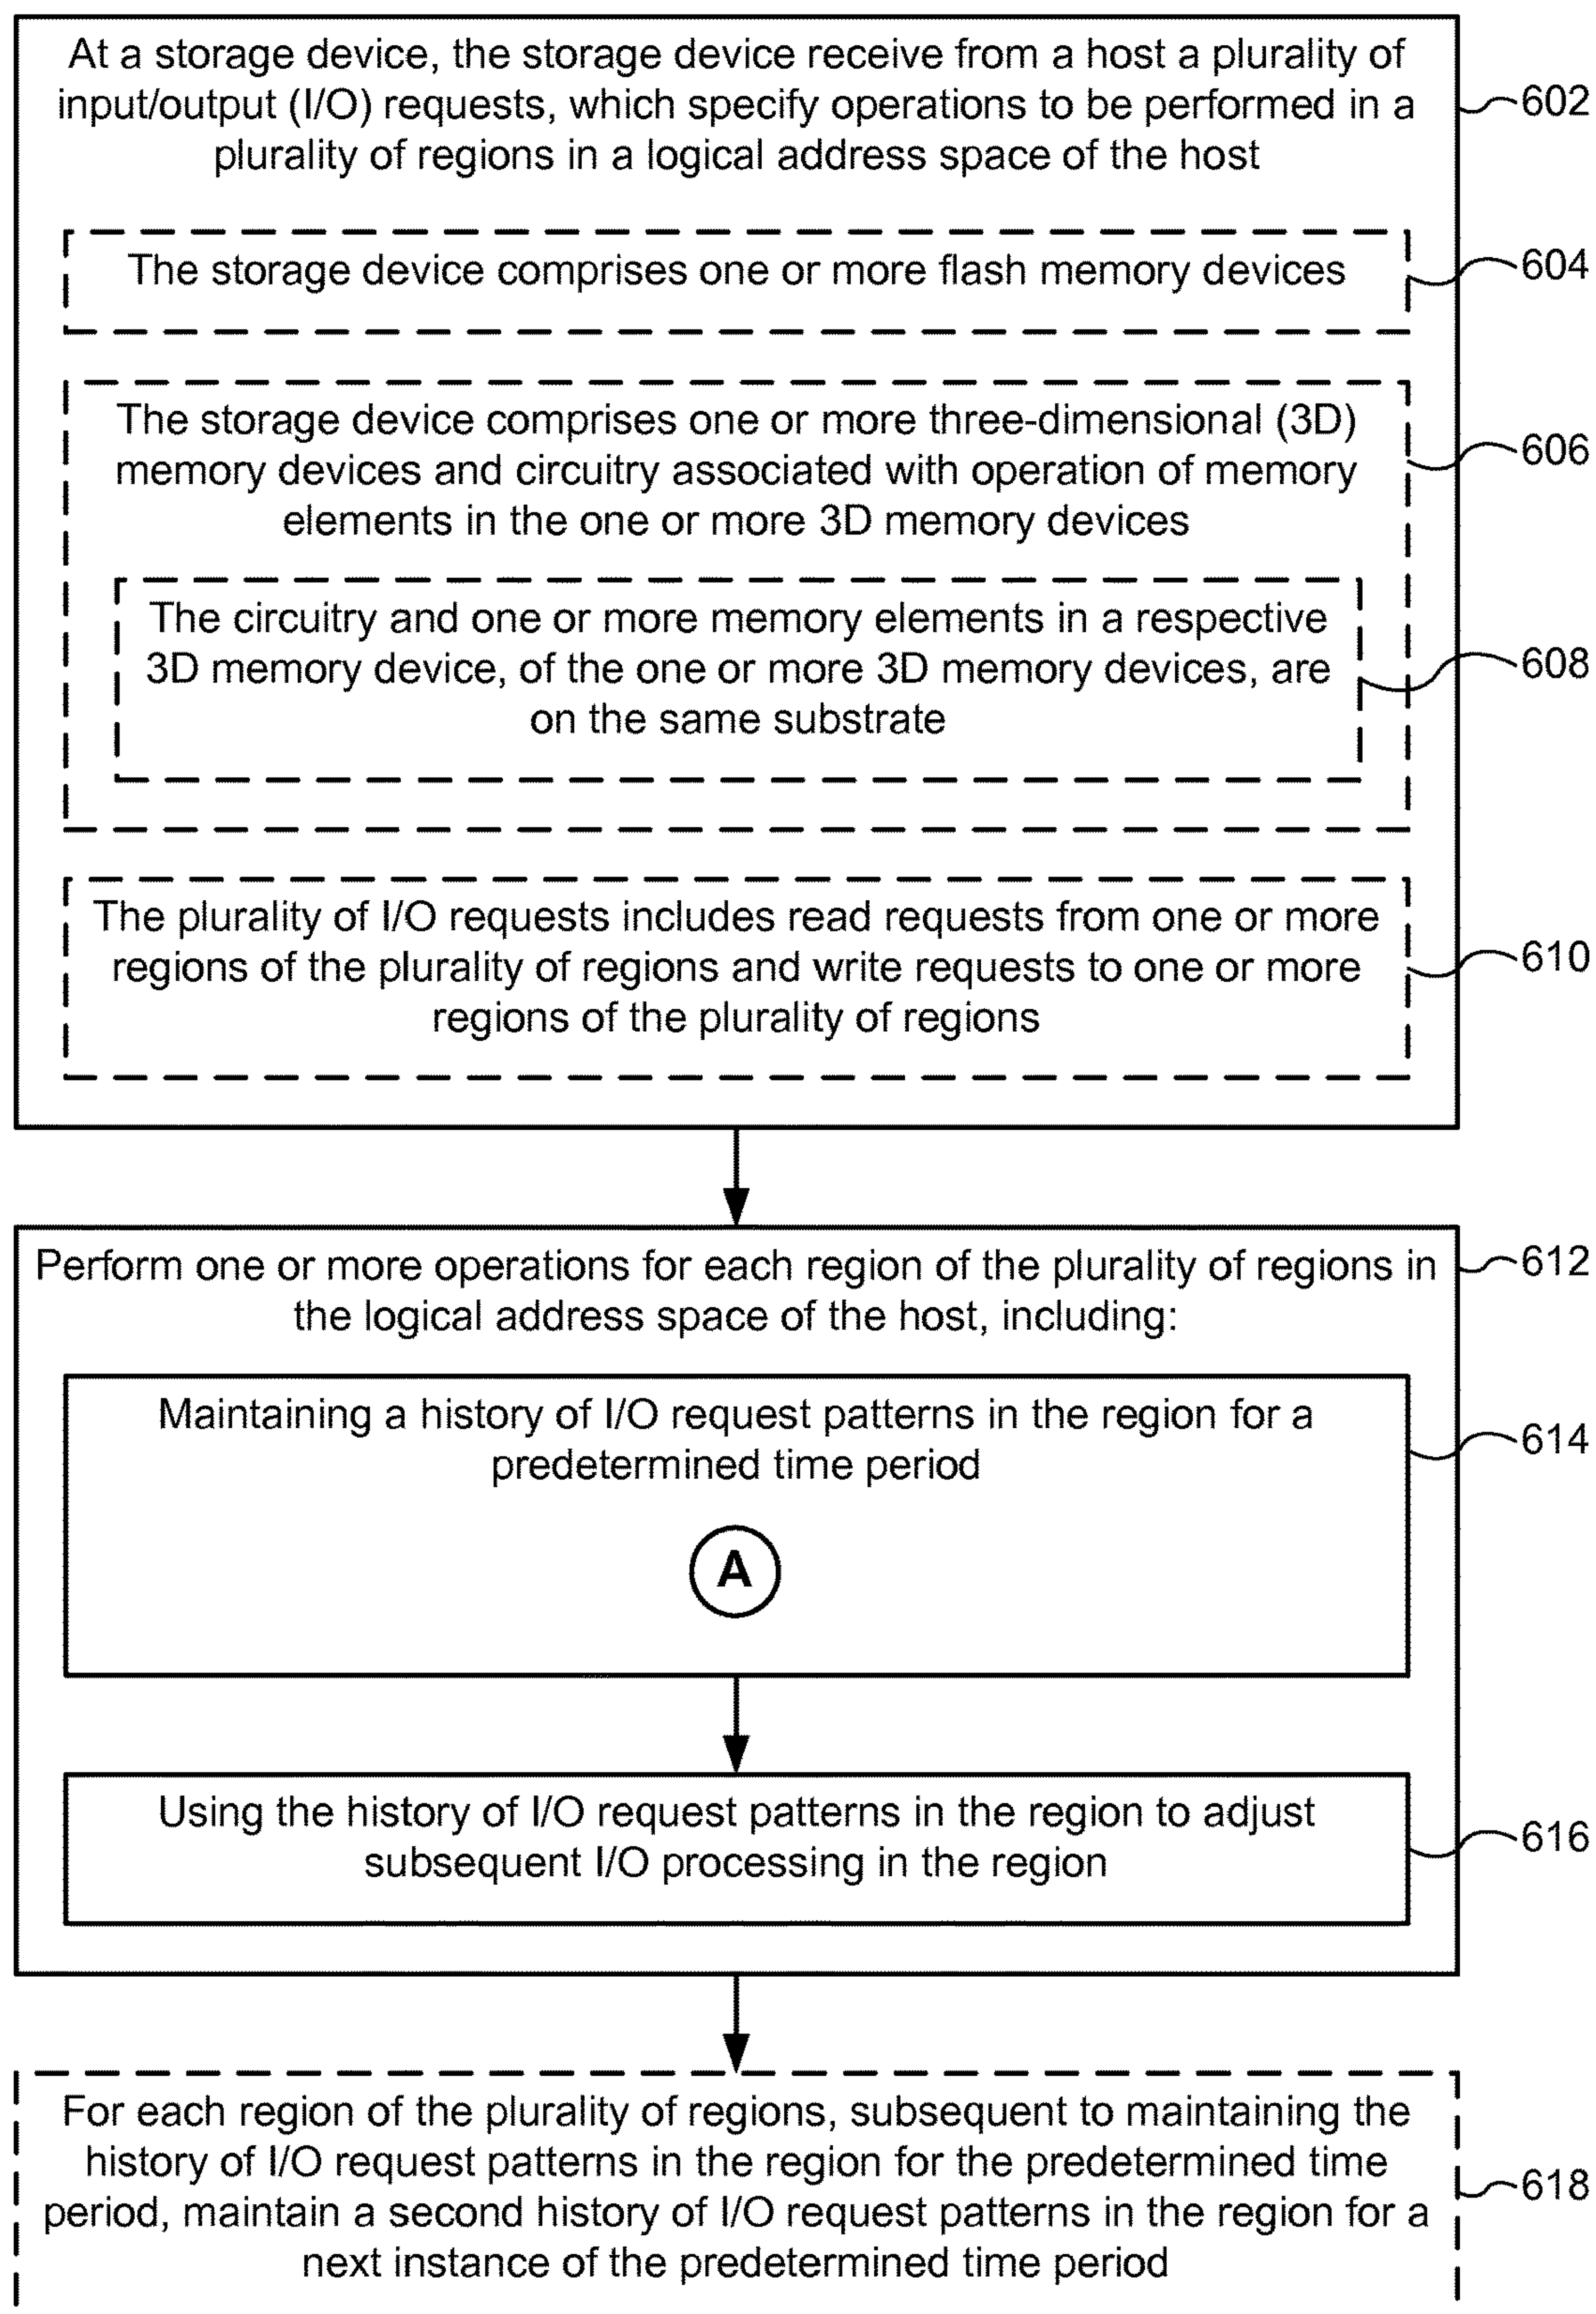 At a storage device, the storage device receive from a host a plurality of
input/output (I/O) requests, which specify operations to be performed in a
plurality of regions in a logical address space of the host
602
The storage device comprises one or more flash memory devices
604
The storage device comprises one or more three-dimensional (3D)
memory devices and circuitry associated with operation of memory
elements in the one or more 3D memory devices
606
The circuitry and one or more memory elements in a respective
3D memory device, of the one or more 3D memory devices, are
on the same substrate
608
The plurality of I/O requests includes read requests from one or more
regions of the plurality of regions and write requests to one or more
regions of the plurality of regions
610
Perform one or more operations for each region of the plurality of regions in
the logical address space of the host, including:
612
Maintaining a history of I/O request patterns in the region for a
predetermined time period
614
A
Using the history of I/O request patterns in the region to adjust
subsequent I/O processing in the region
616
For each region of the plurality of regions, subsequent to maintaining the
history of I/O request patterns in the region for the predetermined time
period, maintain a second history of I/O request patterns in the region for a
next instance of the predetermined time period
618